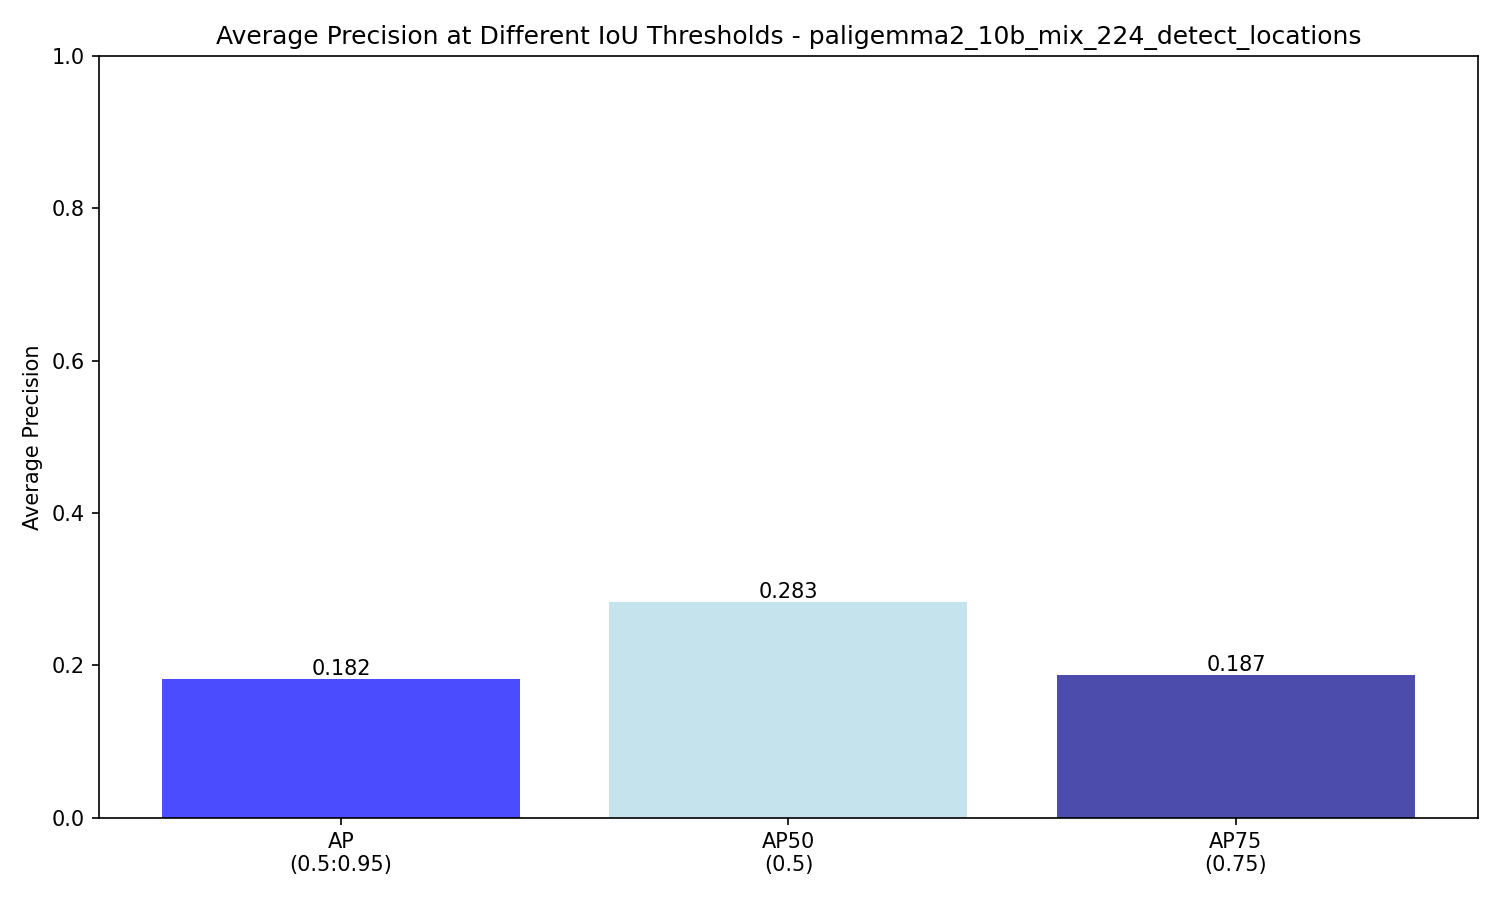 Average Precision at Different IoU Thresholds - paligemma2_10b_mix_224_detect_locations
Average Precision
1.0
0.8
0.6
0.4
0.2
0.0
0.182
0.283
0.187
AP
(0.5:0.95)
AP50
(0.5)
AP75
(0.75)